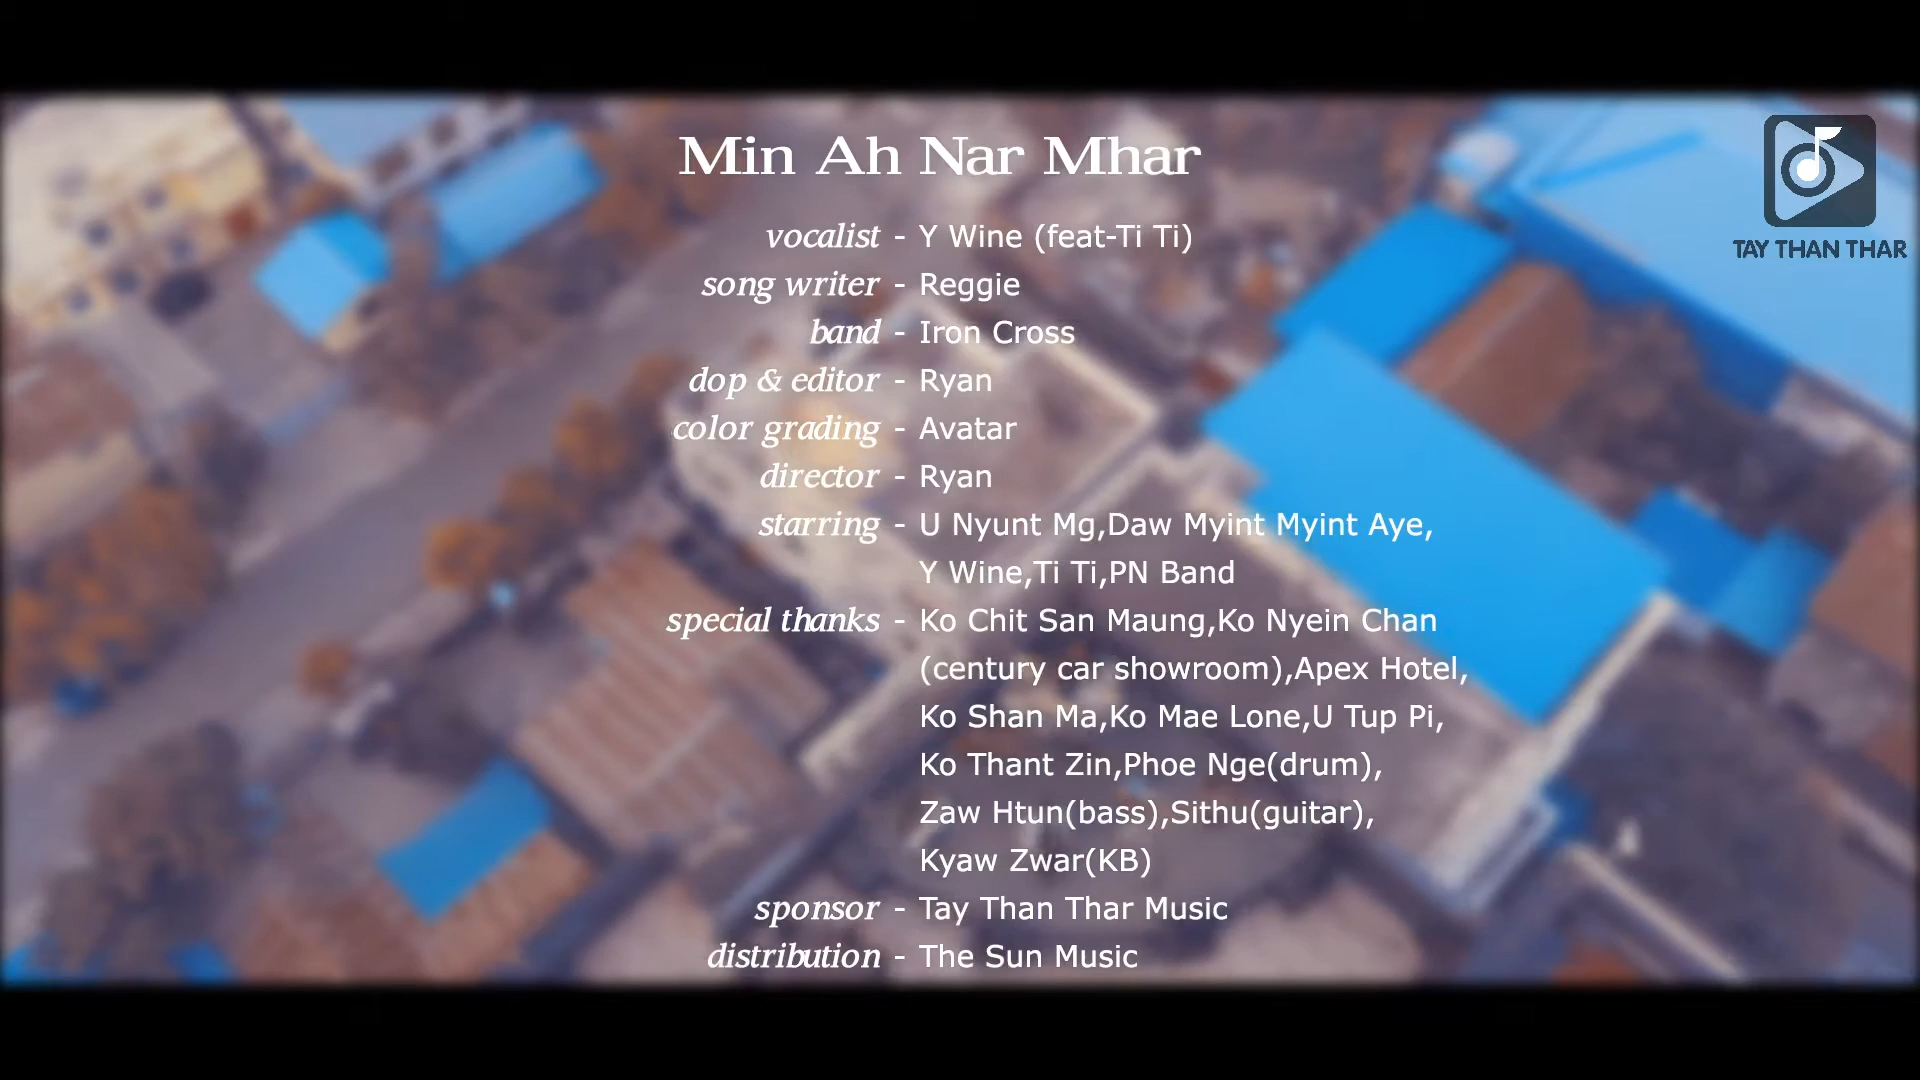 Min Ah Nar Mhar
TAY THAN THAR
vocalist - Y Wine (feat-Ti Ti)
song writer - Reggie
band - Iron Cross
dop & editor - Ryan
color grading - Avatar
director - Ryan
starring - U Nyunt Mg,Daw Myint Myint Aye,
Y Wine,Ti Ti,PN Band
special thanks - Ko Chit San Maung,Ko Nyein Chan
(century car showroom),Apex Hotel,
Ko Shan Ma,Ko Mae Lone,U Tup Pi,
Ko Thant Zin,Phoe Nge(drum),
Zaw Htun(bass),Sithu(guitar),
Kyaw Zwar(KB)
sponsor - Tay Than Thar Music
distribution - The Sun Music